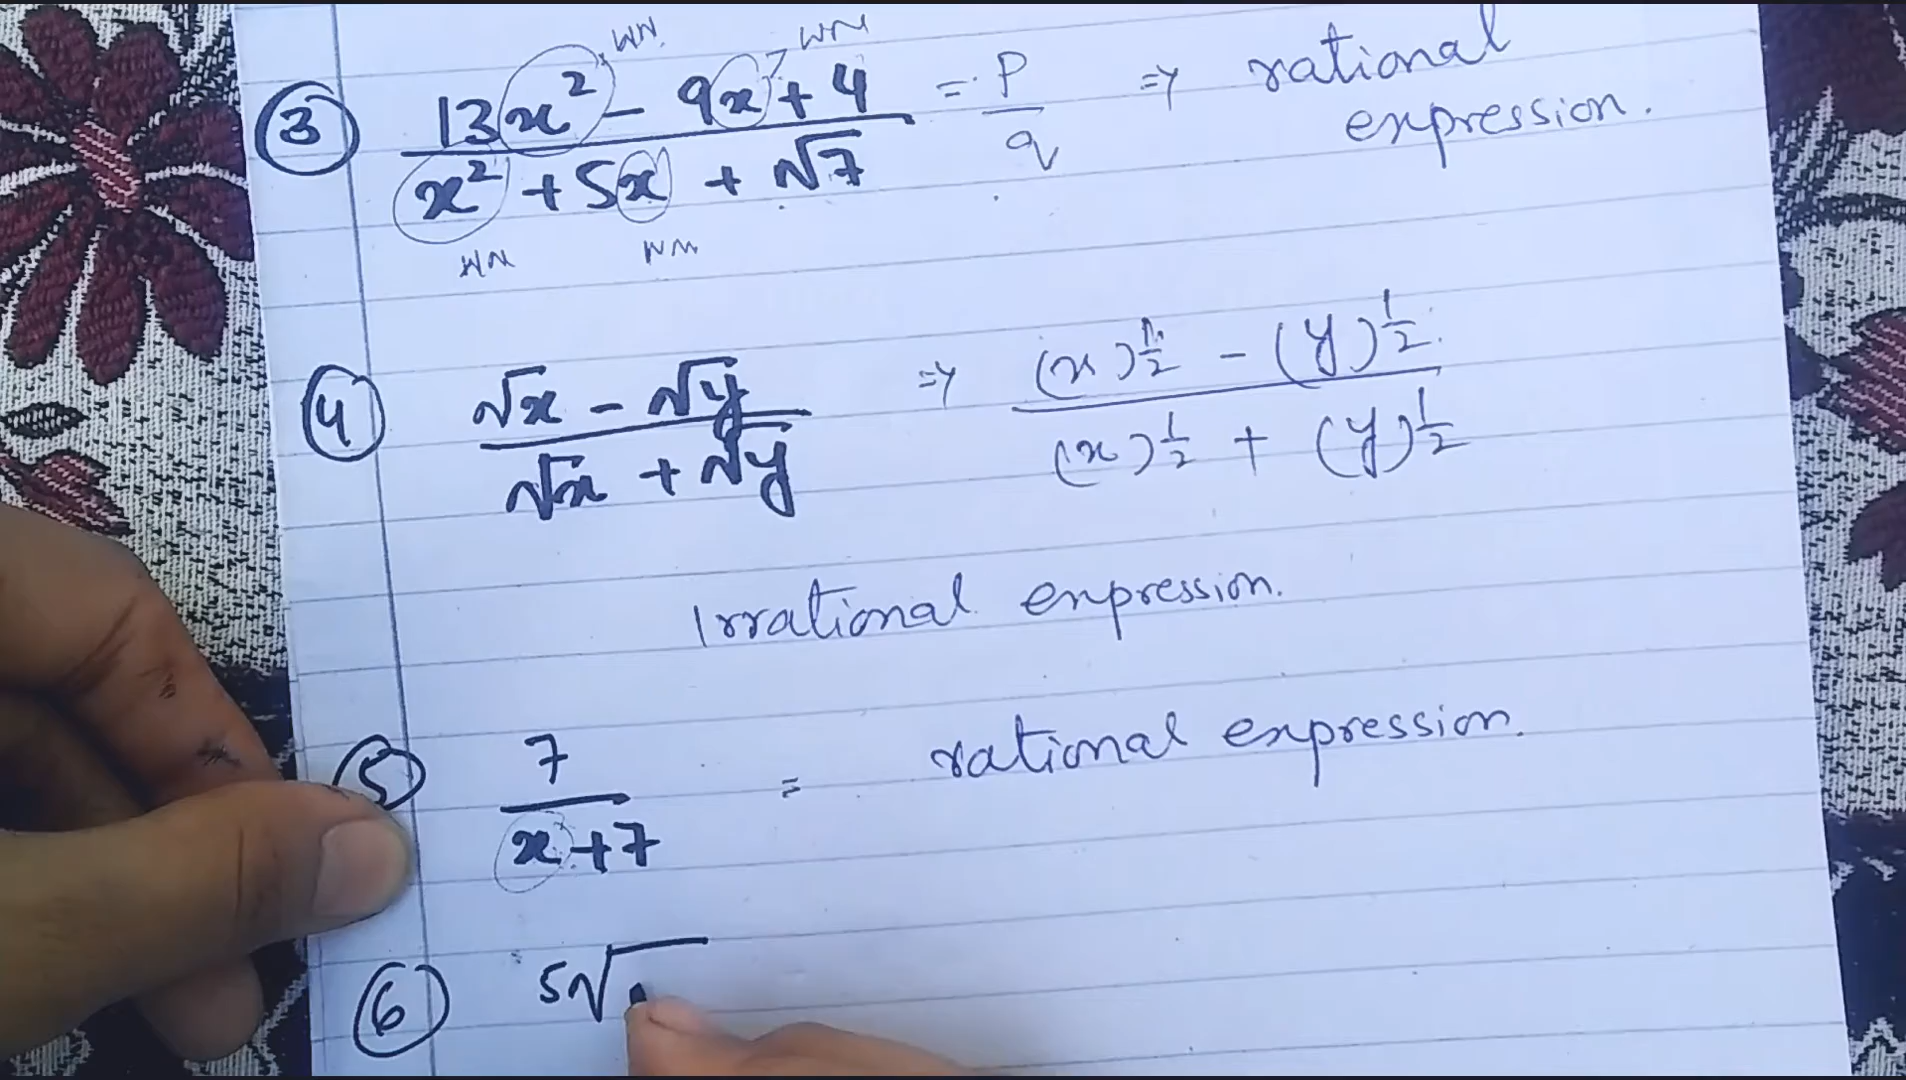 WN. WN
③ 13x² - 9x + 4 / x² + 5x + √7 = P/q => rational
expression.
WN WN
④ √x - √y / √x + √y => (x)^1/2 - (y)^1/2 / (x)^1/2 + (y)^1/2
Irrational expression.
⑤ 7 / x+7 = rational expression.
⑥ 5√